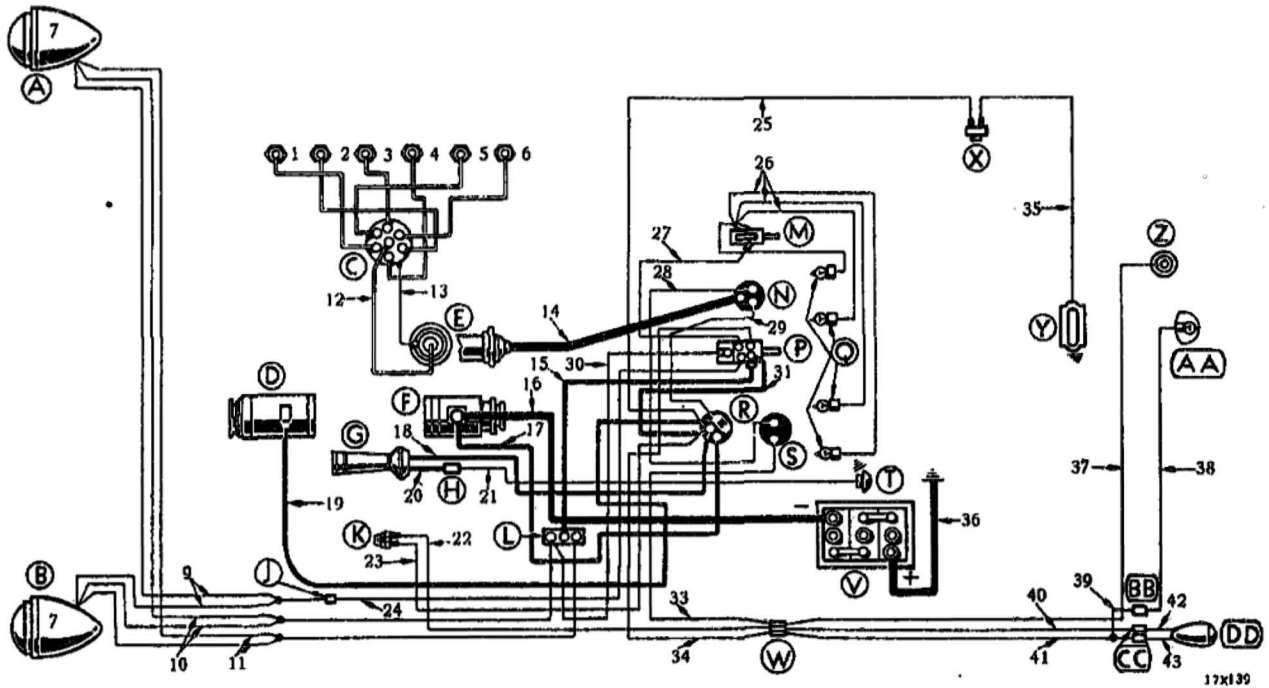 7
A
25
X
1 2 3 4 5 6
26
35
M
Z
27
C
28
12
13
N
E
14
29
Y
P
30
Q
AA
15
31
D
16
F
R
G
17
S
18
37
38
H
T
20
21
19
36
K
22
L
-
23
V
+
B
J
39
BB
9
33
40
42
7
24
DD
10
11
34
W
41
CC
43
17X139